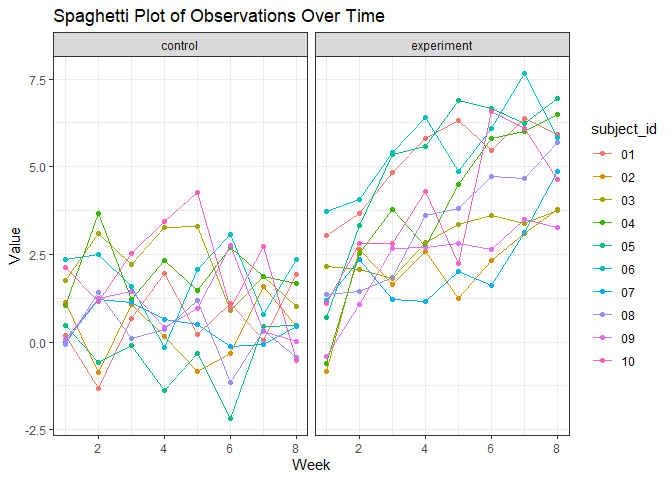 Spaghetti Plot of Observations Over Time
control experiment
7.5
5.0
2.5
0.0
-2.5
Value
2 4 6 8 2 4 6 8
Week
subject_id
01
02
03
04
05
06
07
08
09
10